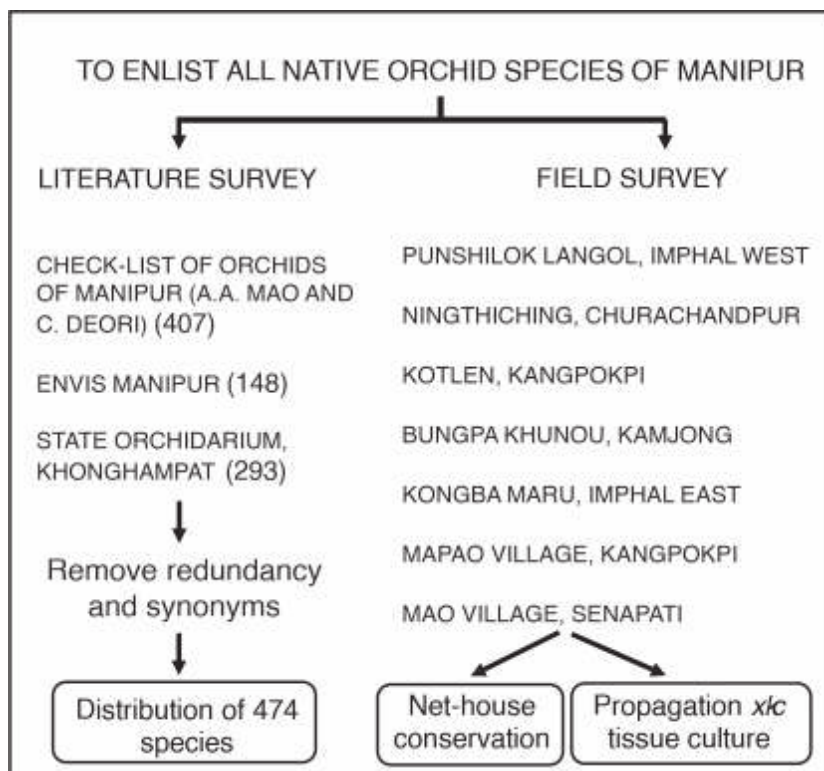 TO ENLIST ALL NATIVE ORCHID SPECIES OF MANIPUR
LITERATURE SURVEY
CHECK-LIST OF ORCHIDS
OF MANIPUR (A.A. MAO AND
C. DEORI) (407)
ENVIS MANIPUR (148)
STATE ORCHIDARIUM,
KHONGHAMPAT (293)
Remove redundancy
and synonyms
Distribution of 474
species
FIELD SURVEY
PUNSHILOK LANGOL, IMPHAL WEST
NINGTHICHING, CHURACHANDPUR
KOTLEN, KANGPOKPI
BUNGPA KHUNOU, KAMJONG
KONGBA MARU, IMPHAL EAST
MAPAO VILLAGE, KANGPOKPI
MAO VILLAGE, SENAPATI
Net-house
conservation
Propagation
tissue culture